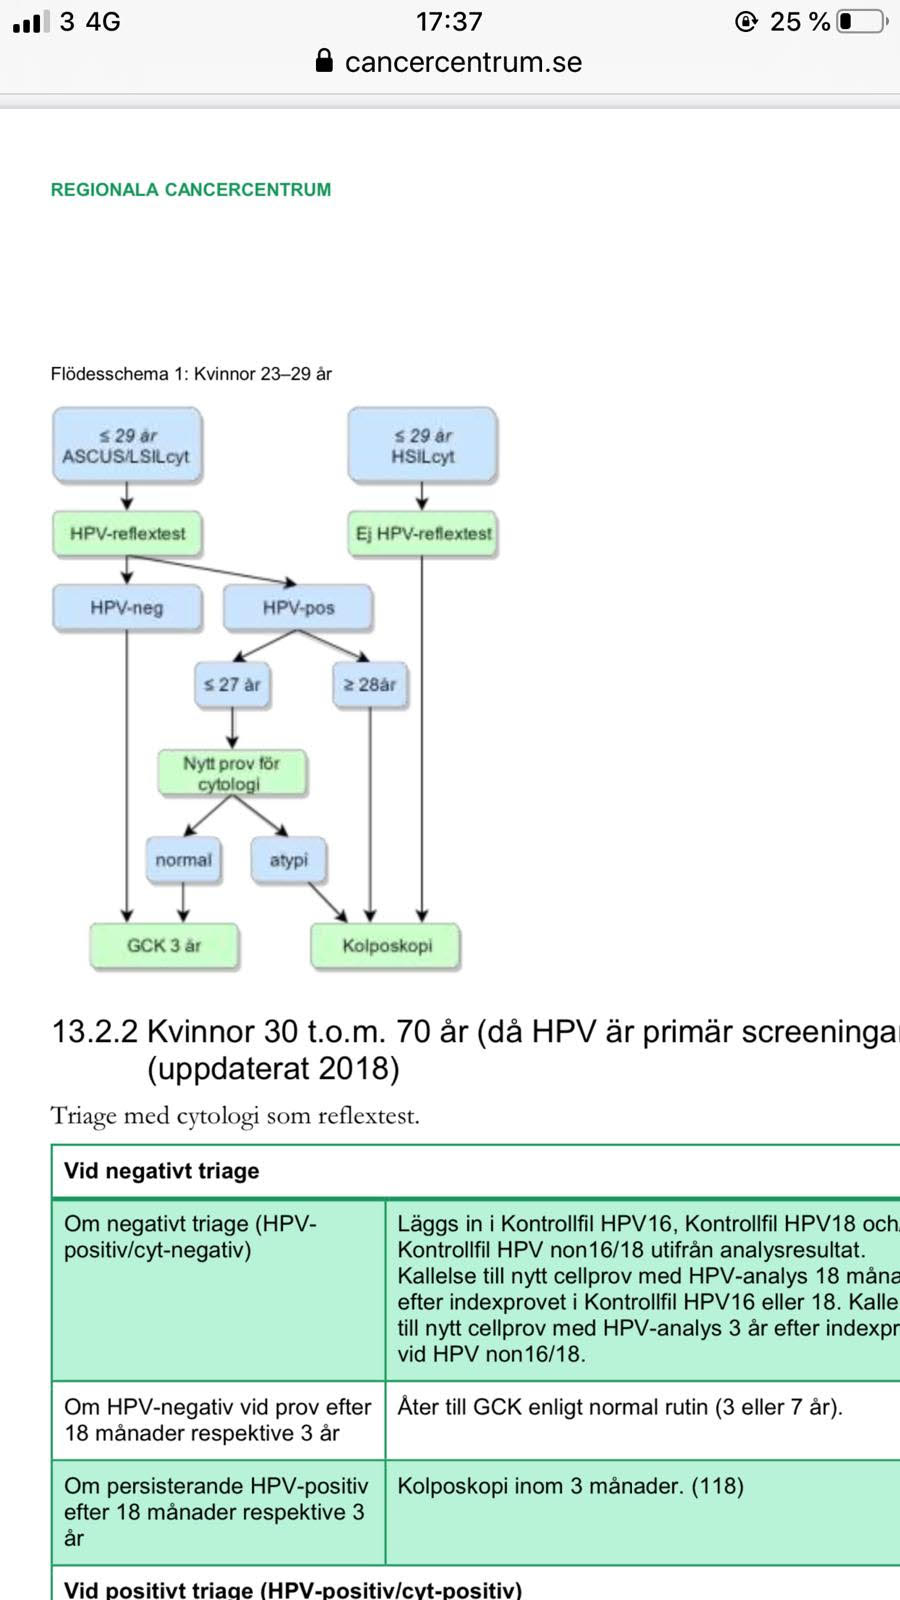 3 4G
17:37
25 %
cancercentrum.se
REGIONALA CANCERCENTRUM
Flödesschema 1: Kvinnor 23–29 år
≤ 29 år
ASCUS/LSILcyt
≤ 29 år
HSILcyt
HPV-reflextest
Ej HPV-reflextest
HPV-neg
HPV-pos
≤ 27 år
≥ 28år
Nytt prov för
cytologi
normal
atypi
GCK 3 år
Kolposkopi
13.2.2 Kvinnor 30 t.o.m. 70 år (då HPV är primär screeninga
(uppdaterat 2018)
Triage med cytologi som reflextest.
Vid negativt triage
Om negativt triage (HPV-
positiv/cyt-negativ)
Läggs in i Kontrollfil HPV16, Kontrollfil HPV18 och
Kontrollfil HPV non16/18 utifrån analysresultat.
Kallelse till nytt cellprov med HPV-analys 18 måna
efter indexprovet i Kontrollfil HPV16 eller 18. Kalle
till nytt cellprov med HPV-analys 3 år efter indexpr
vid HPV non16/18.
Om HPV-negativ vid prov efter
18 månader respektive 3 år
Åter till GCK enligt normal rutin (3 eller 7 år).
Om persisterande HPV-positiv
efter 18 månader respektive 3
år
Kolposkopi inom 3 månader. (118)
Vid positivt triage (HPV-positiv/cyt-positiv)